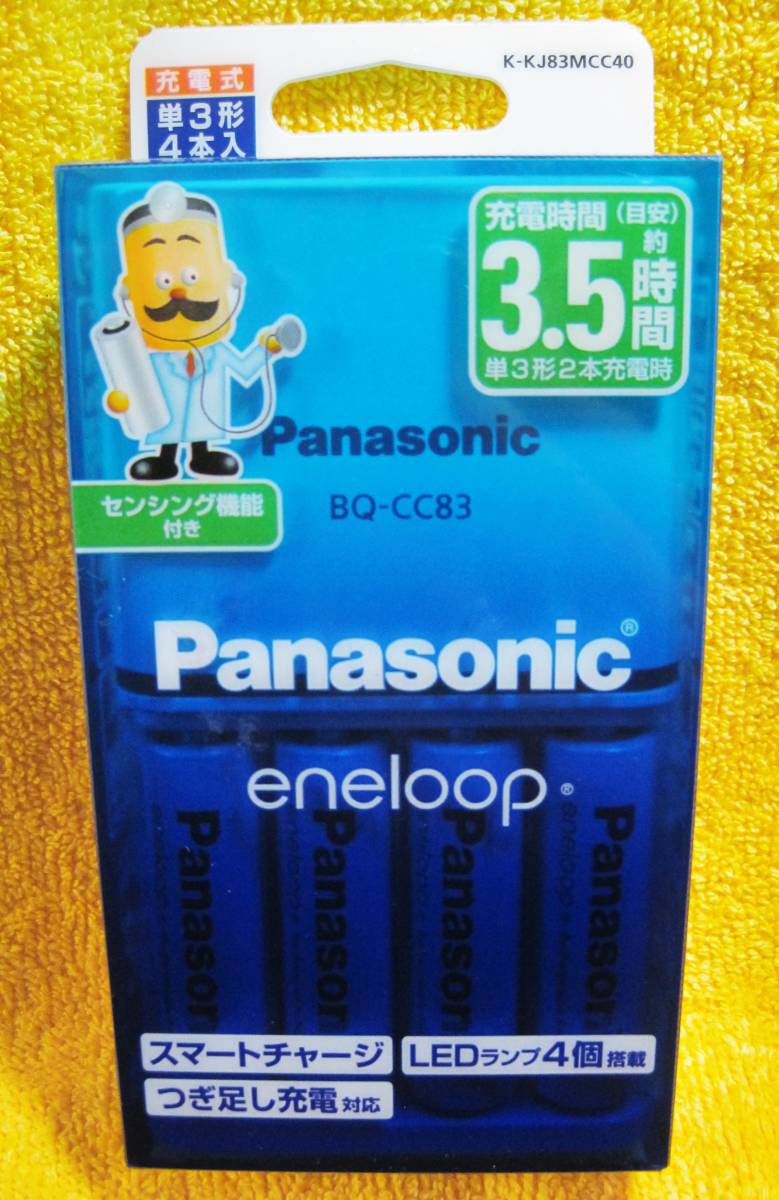 K-KJ83MCC40
充電式
単3形
4本入
充電時間(目安)
約
3.5時間
単3形2本充電時
Panasonic
BQ-CC83
センシング機能
付き
Panasonic®
eneloop®
Panasonic
Panasonic
Panasonic
Panasonic
スマートチャージ
LEDランプ4個搭載
つぎ足し充電対応